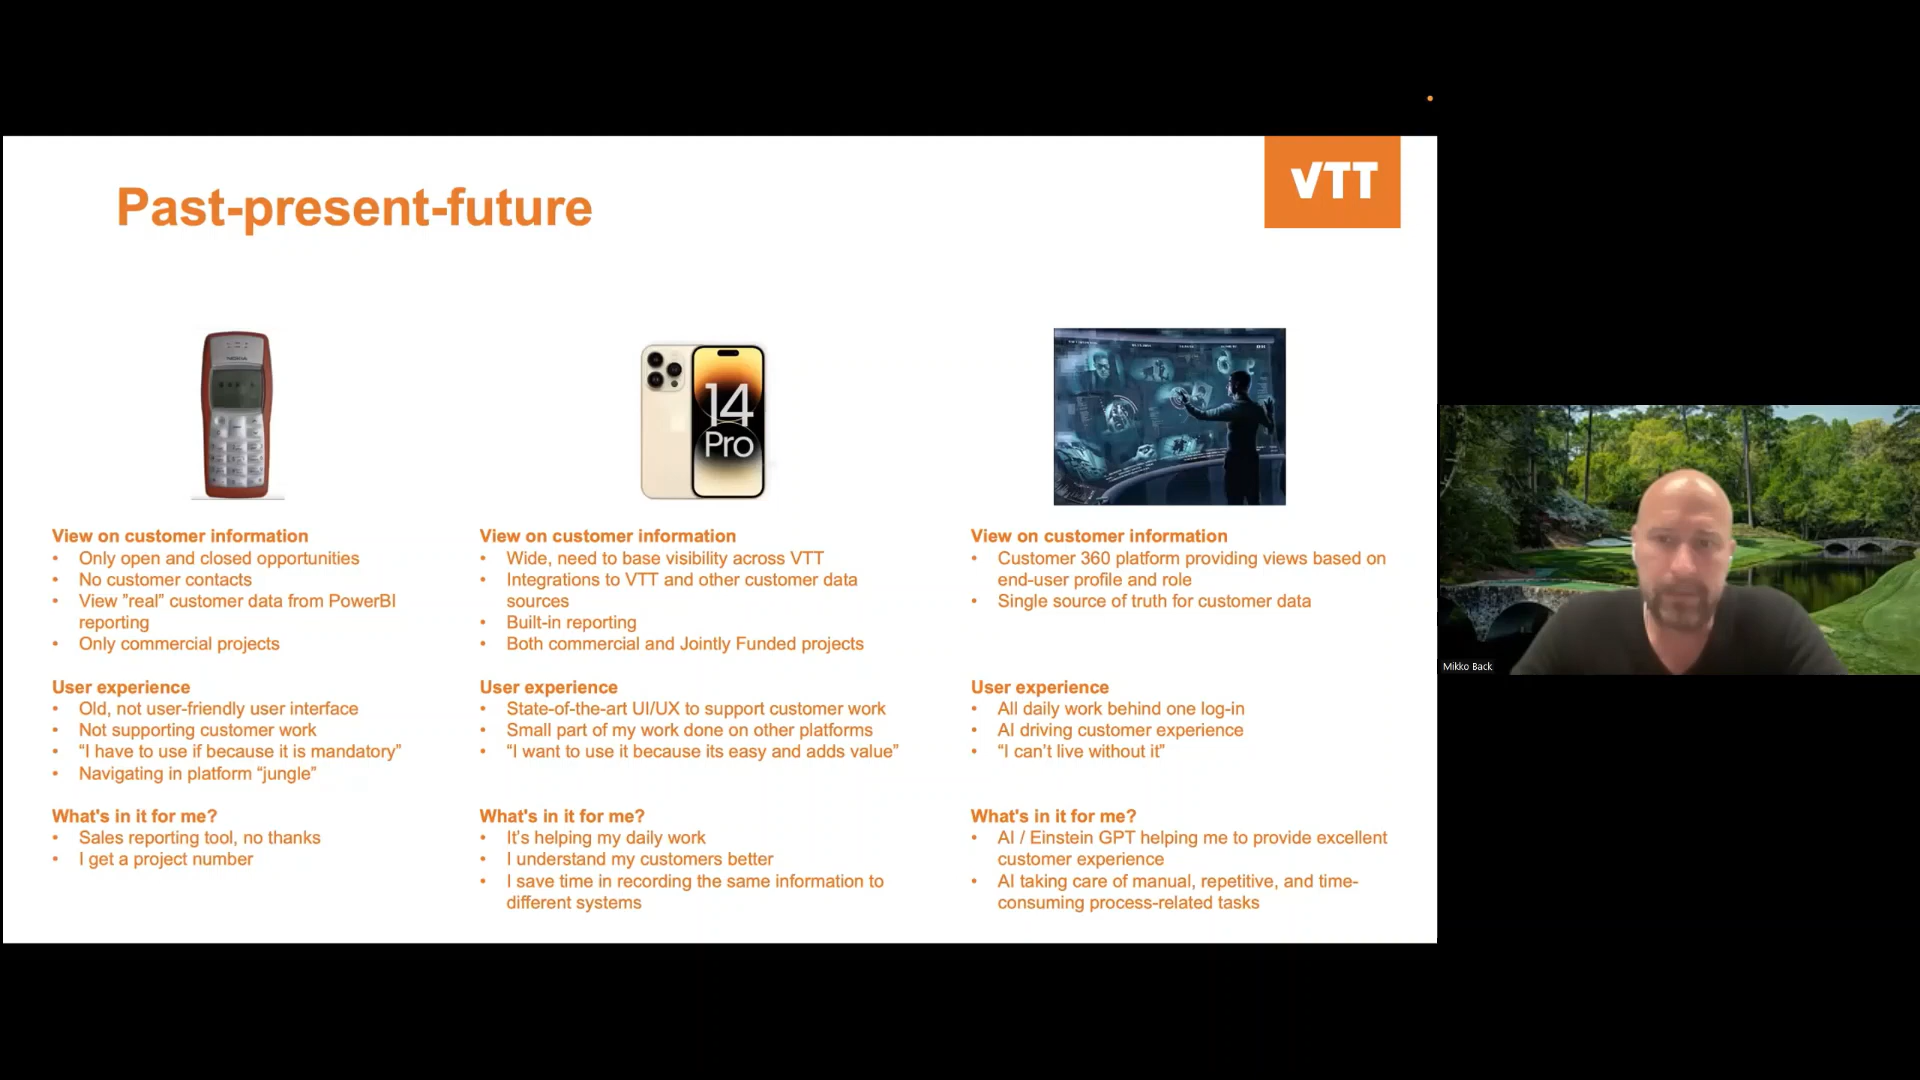 VTT
Past-present-future
NOKIA
14
Pro
View on customer information
• Only open and closed opportunities
• No customer contacts
• View "real" customer data from PowerBI
reporting
• Only commercial projects
User experience
• Old, not user-friendly user interface
• Not supporting customer work
• “I have to use if because it is mandatory”
• Navigating in platform “jungle”
What's in it for me?
• Sales reporting tool, no thanks
• I get a project number
View on customer information
• Wide, need to base visibility across VTT
• Integrations to VTT and other customer data
sources
• Built-in reporting
• Both commercial and Jointly Funded projects
User experience
• State-of-the-art UI/UX to support customer work
• Small part of my work done on other platforms
• “I want to use it because its easy and adds value”
What's in it for me?
• It’s helping my daily work
• I understand my customers better
• I save time in recording the same information to
different systems
View on customer information
• Customer 360 platform providing views based on
end-user profile and role
• Single source of truth for customer data
User experience
• All daily work behind one log-in
• AI driving customer experience
• “I can’t live without it”
What's in it for me?
• AI / Einstein GPT helping me to provide excellent
customer experience
• AI taking care of manual, repetitive, and time-
consuming process-related tasks
Mikko Back